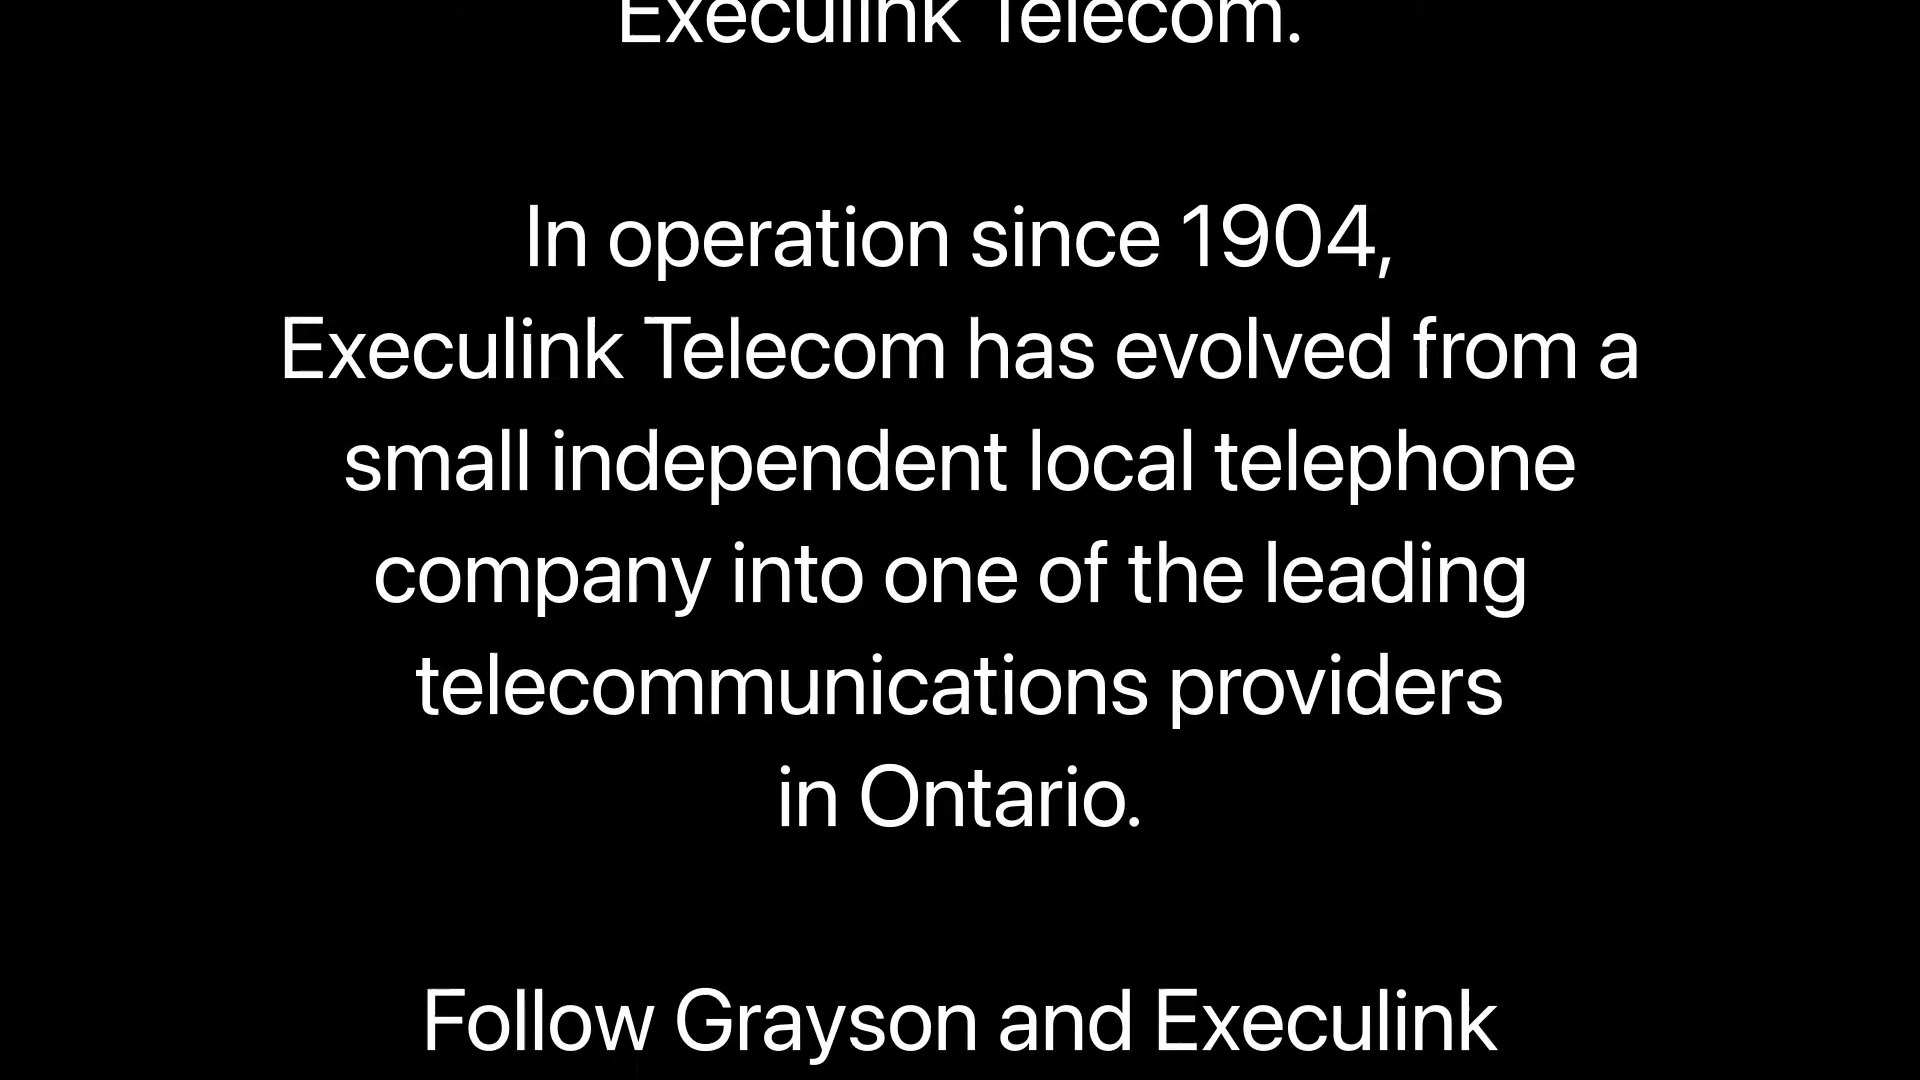 Execulink Telecom.
In operation since 1904,
Execulink Telecom has evolved from a
small independent local telephone
company into one of the leading
telecommunications providers
in Ontario.
Follow Grayson and Execulink